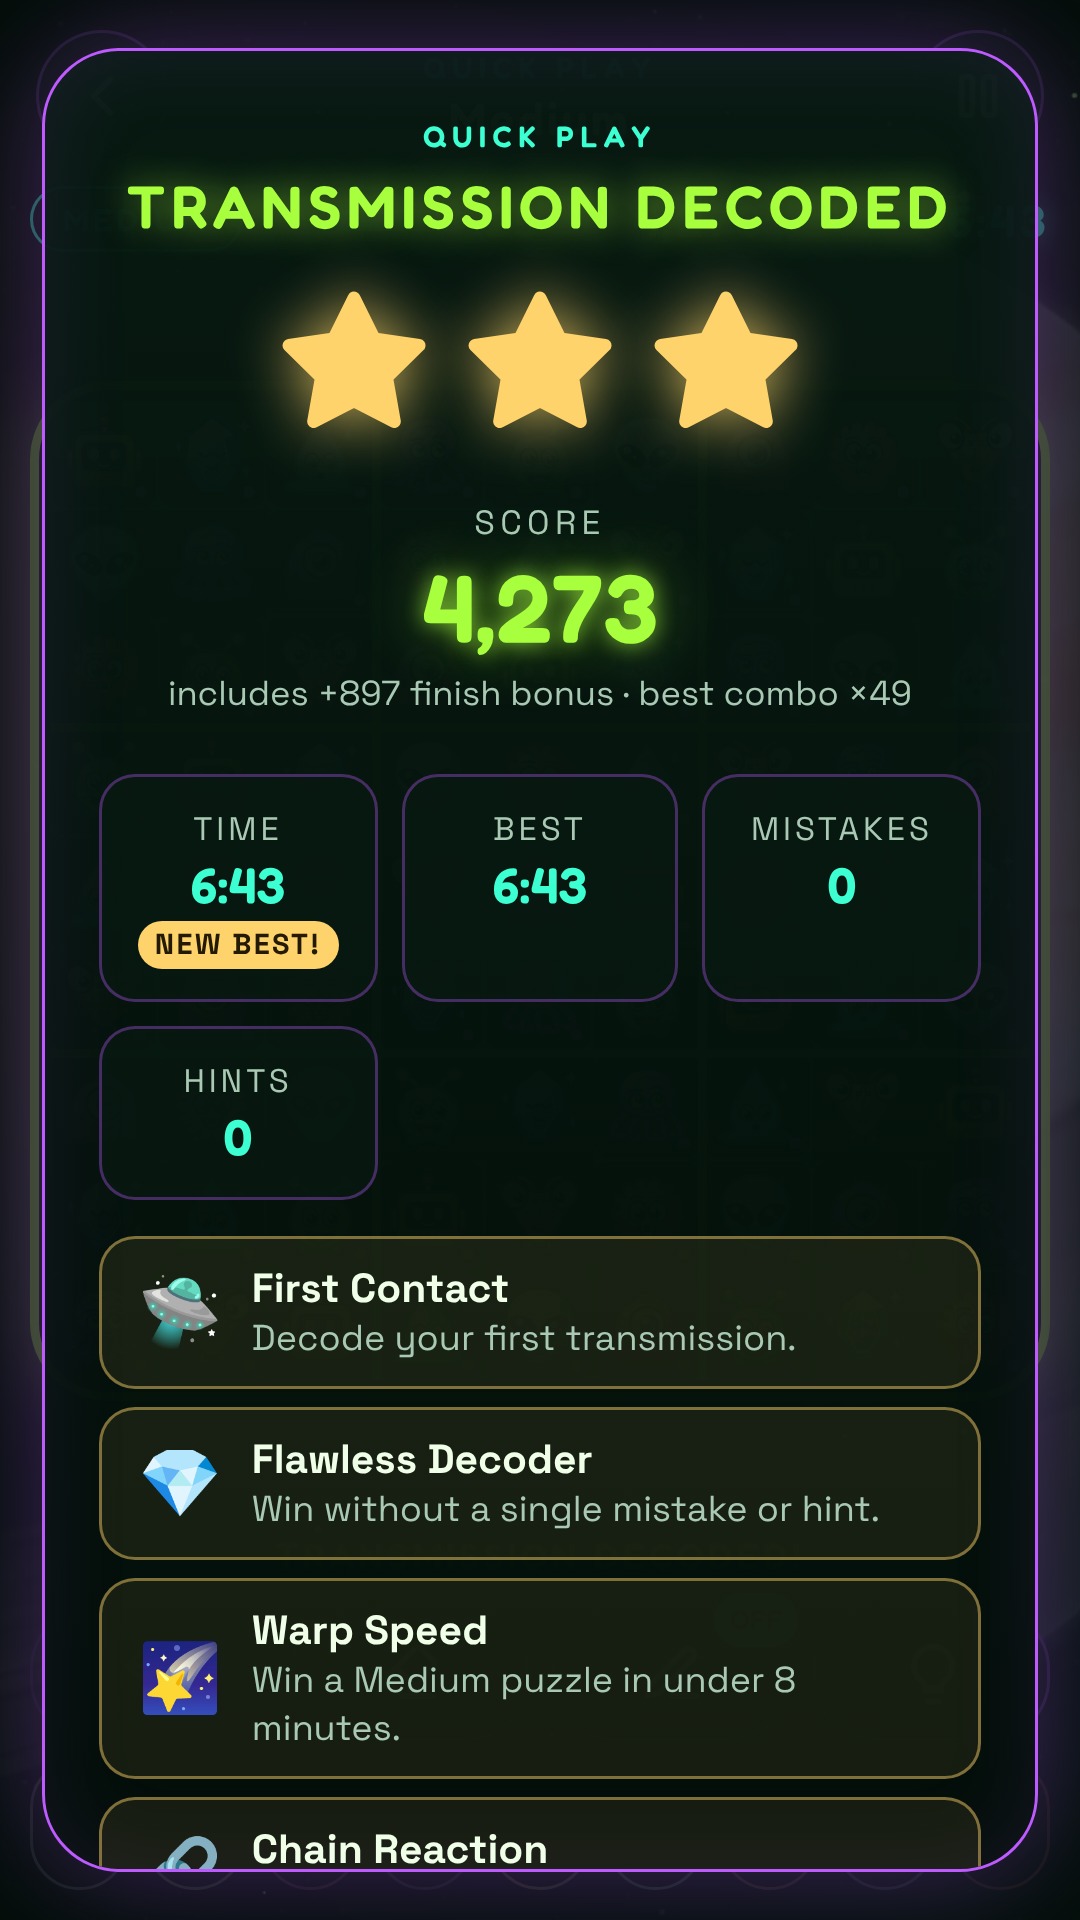 QUICK PLAY
TRANSMISSION DECODED
SCORE
4,273
includes +897 finish bonus · best combo ×49
TIME
6:43
NEW BEST!
BEST
6:43
MISTAKES
0
HINTS
0
First Contact
Decode your first transmission.
Flawless Decoder
Win without a single mistake or hint.
Warp Speed
Win a Medium puzzle in under 8
minutes.
Chain Reaction